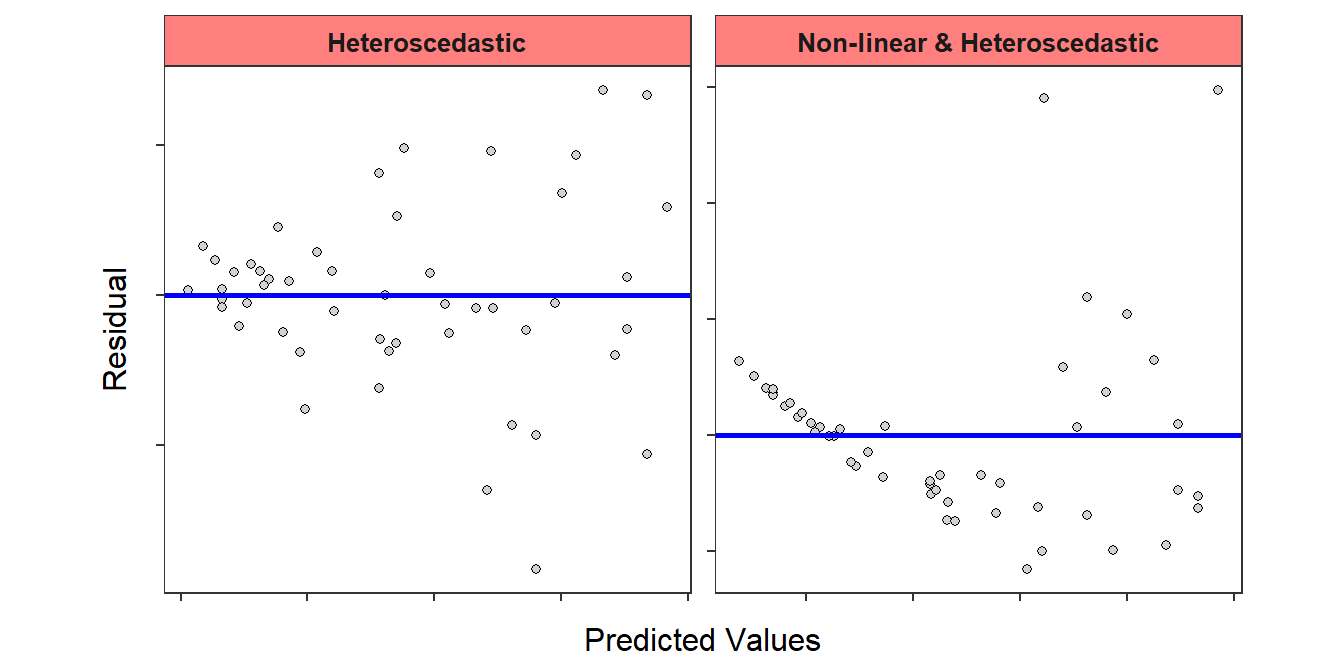 Heteroscedastic
Non-linear & Heteroscedastic
Residual
Predicted Values